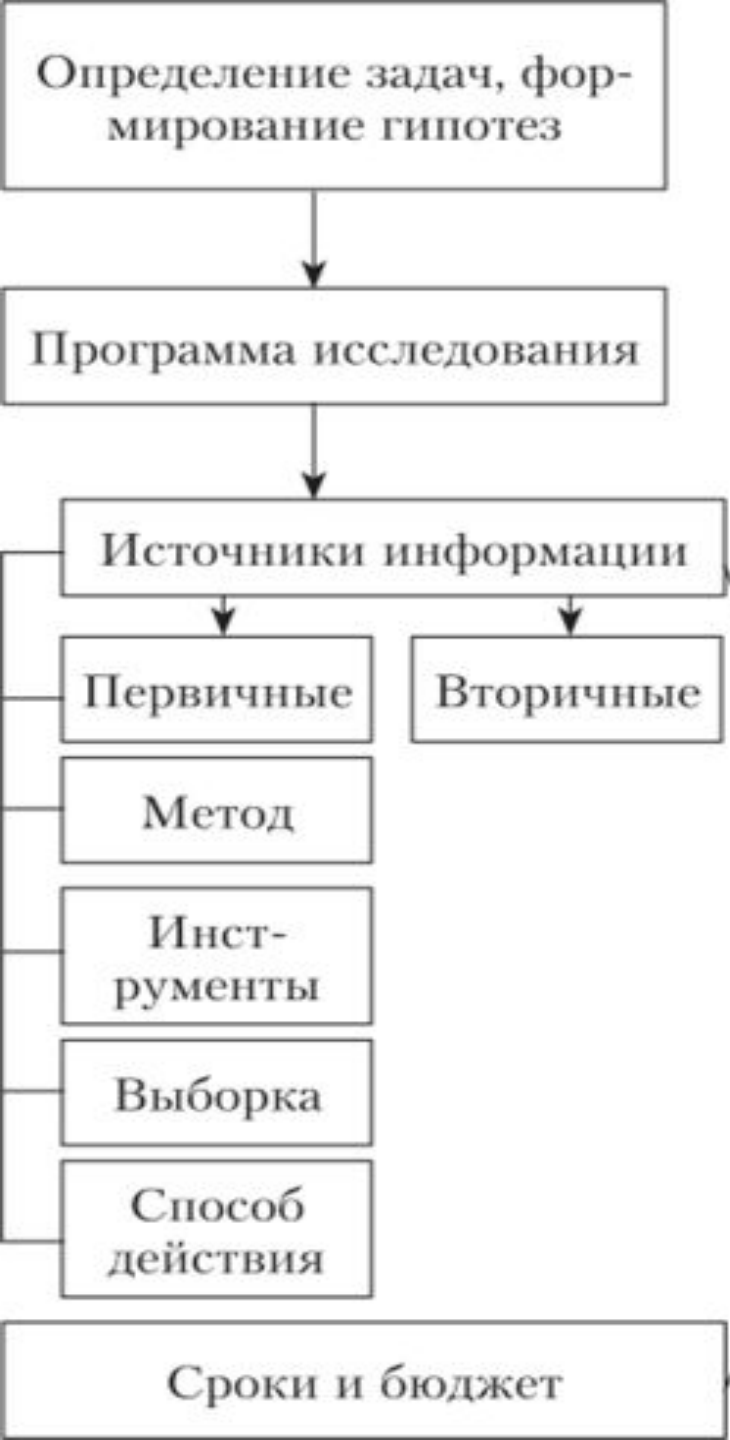 Определение задач, фор-
мирование гипотез
Программа исследования
Источники информации
Первичные
Вторичные
Метод
Инст-
рументы
Выборка
Способ
действия
Сроки и бюджет